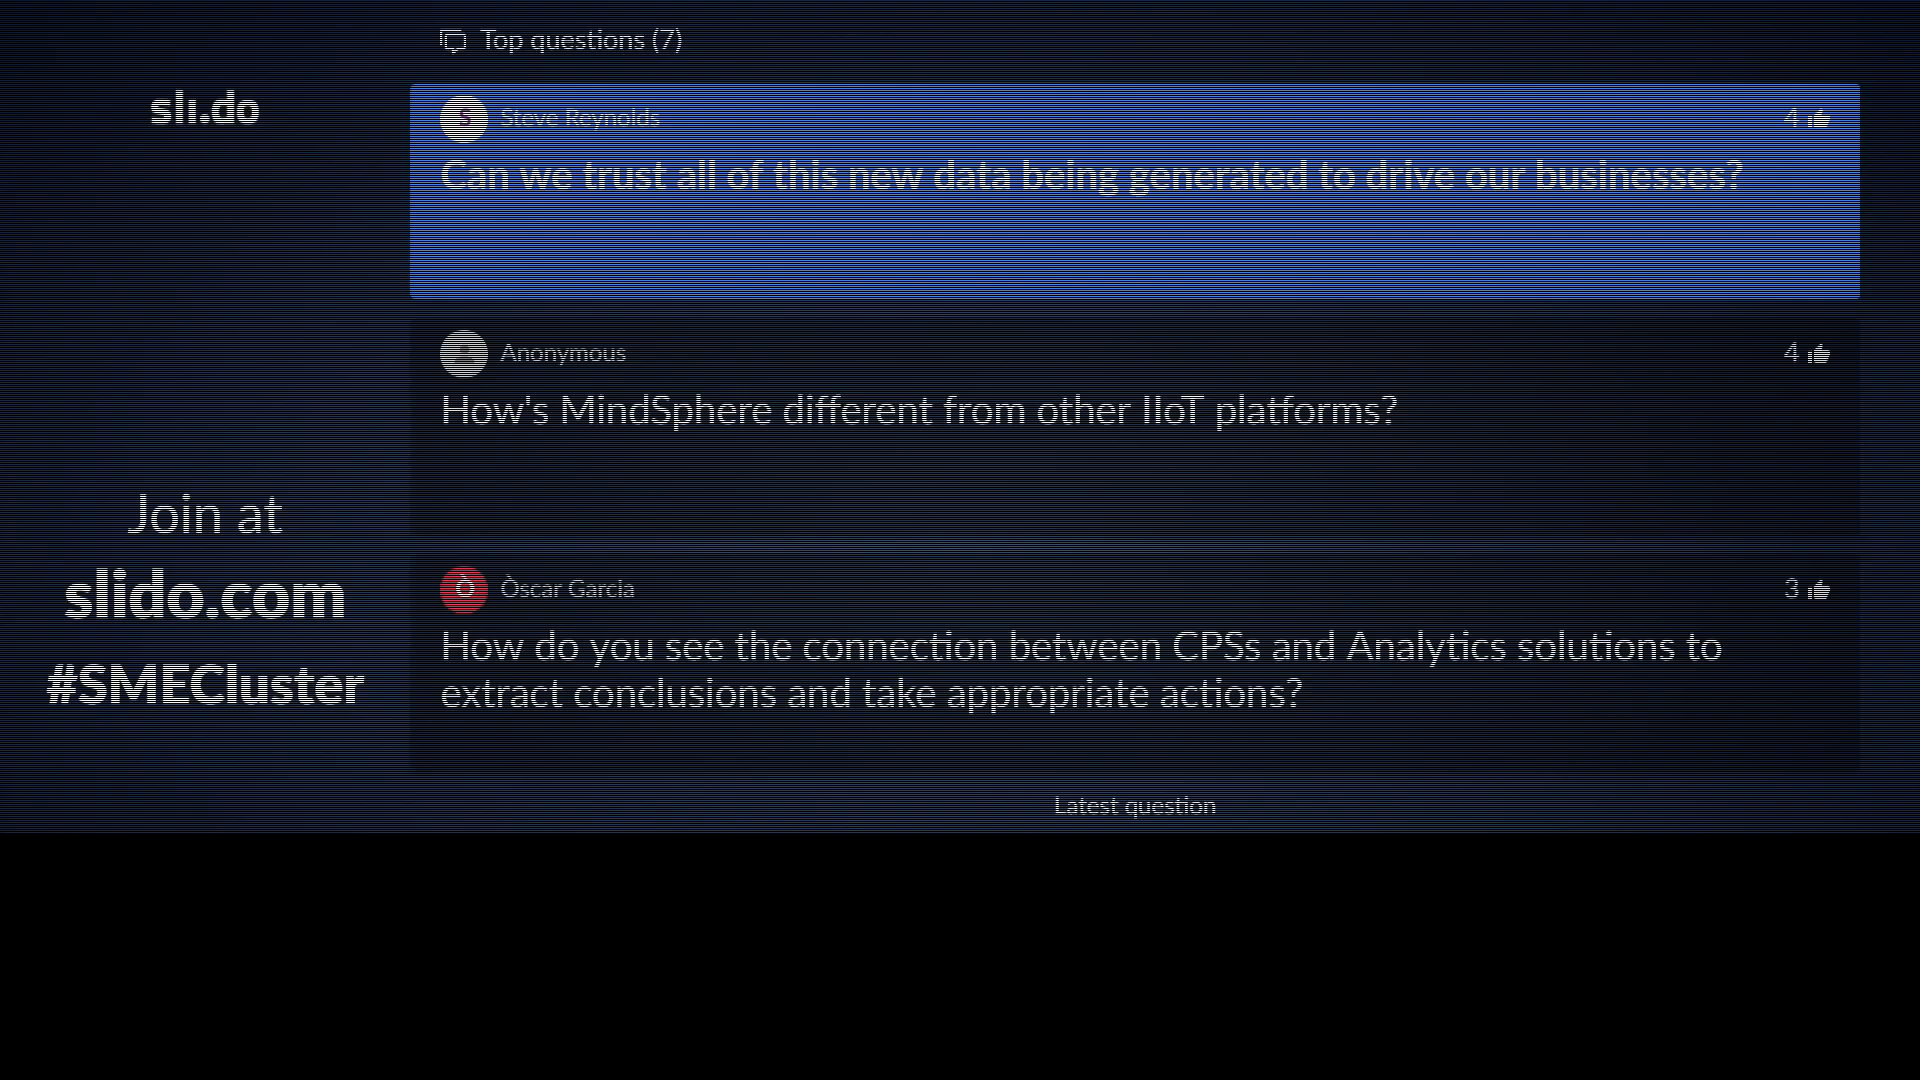 Top questions (7)
sli.do
Steve Reynolds
4
Can we trust all of this new data being generated to drive our businesses?
Anonymous
4
How's MindSphere different from other IIoT platforms?
Join at
slido.com
#SMECluster
Ò
Òscar Garcia
3
How do you see the connection between CPSs and Analytics solutions to
extract conclusions and take appropriate actions?
Latest question